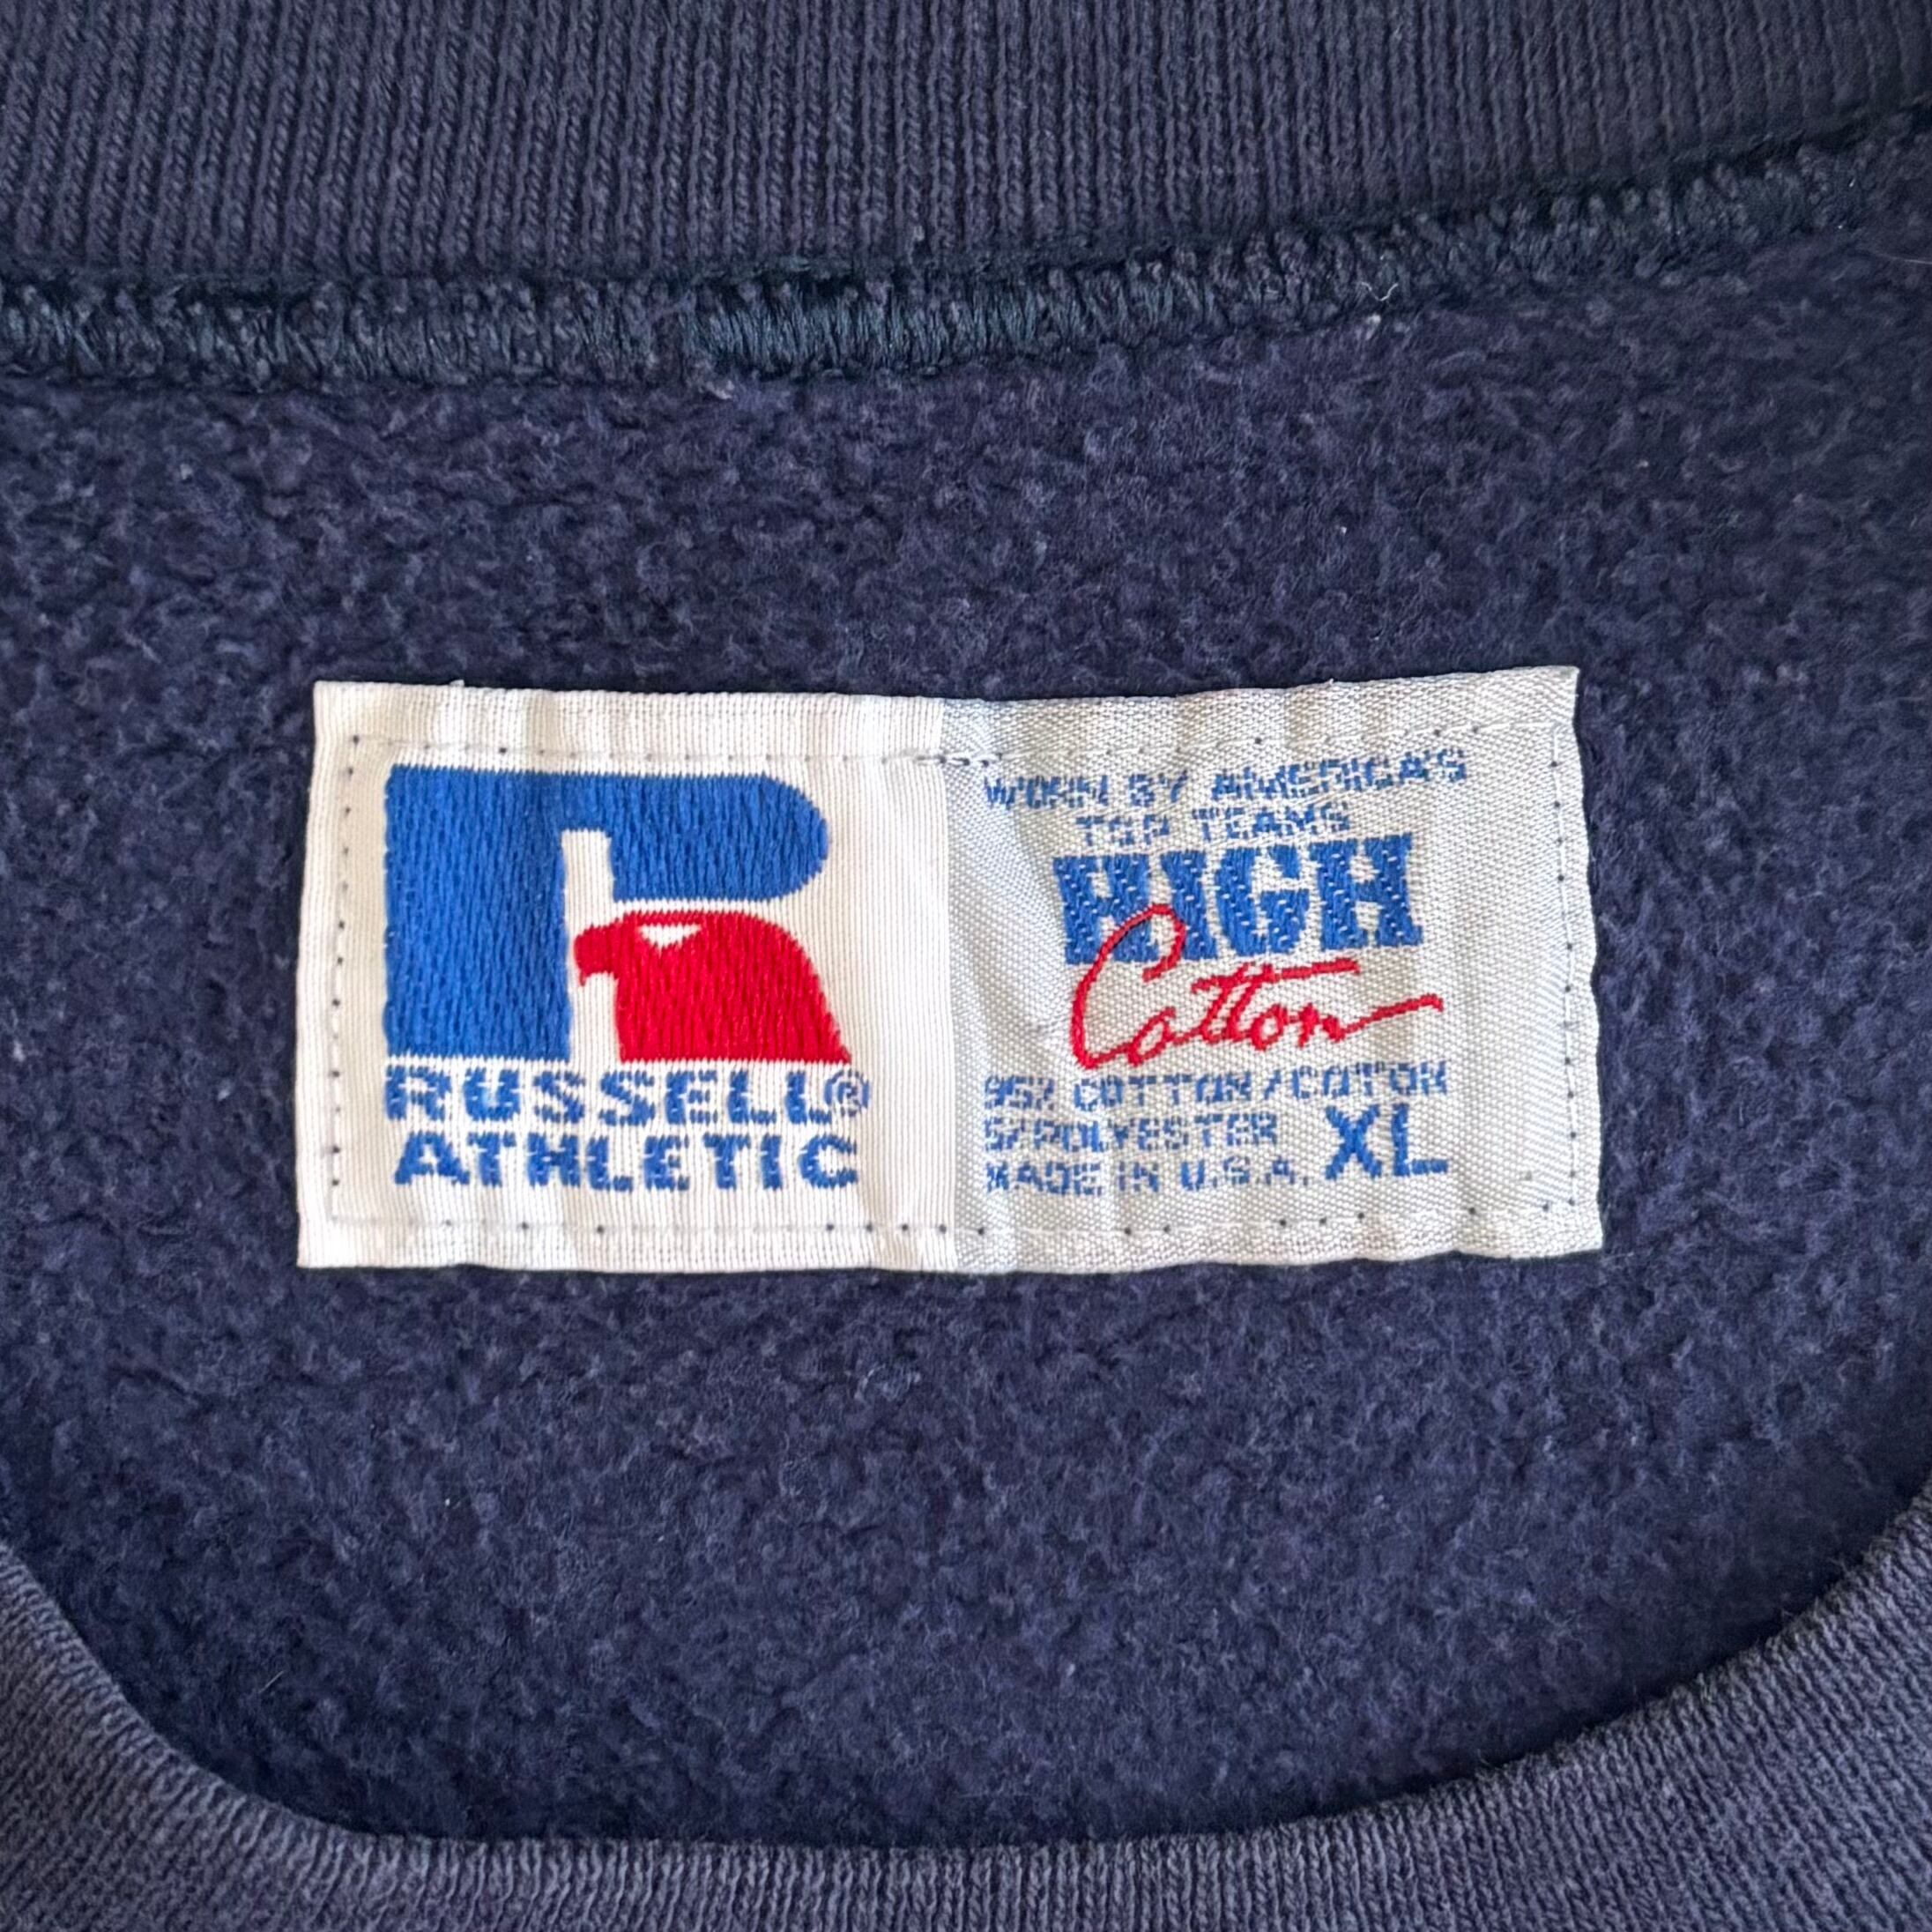 RUSSELL®
ATHLETIC
WORN BY AMERICA'S
TOP TEAMS
HIGH
Cotton
95% COTTON/COTON
5% POLYESTER
MADE IN U.S.A.
XL